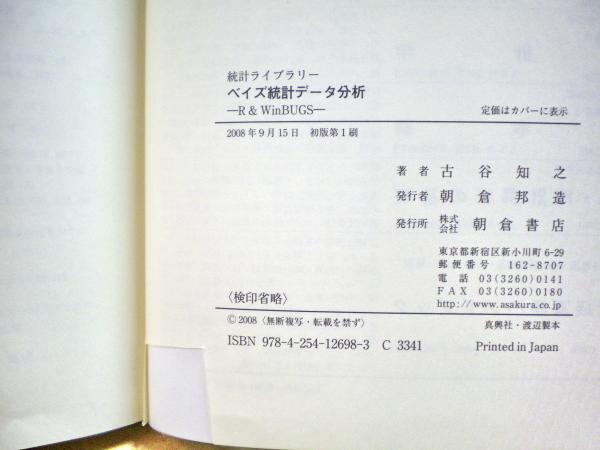 統計ライブラリー
ベイズ統計データ分析
―R & WinBUGS―
定価はカバーに表示
2008年9月15日 初版第1刷
著者 古谷知之
発行者 朝倉邦造
発行所 株式会社 朝倉書店
東京都新宿区新小川町6-29
郵便番号 162-8707
電話 03(3260)0141
FAX 03(3260)0180
http://www.asakura.co.jp
〈検印省略〉
©2008〈無断複写・転載を禁ず〉
真興社・渡辺製本
ISBN 978-4-254-12698-3 C 3341
Printed in Japan